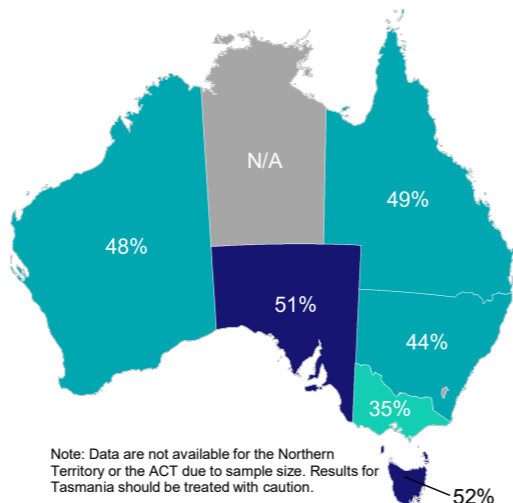 N/A
49%
48%
51%
44%
35%
Note: Data are not available for the Northern
Territory or the ACT due to sample size. Results for
Tasmania should be treated with caution.
52%